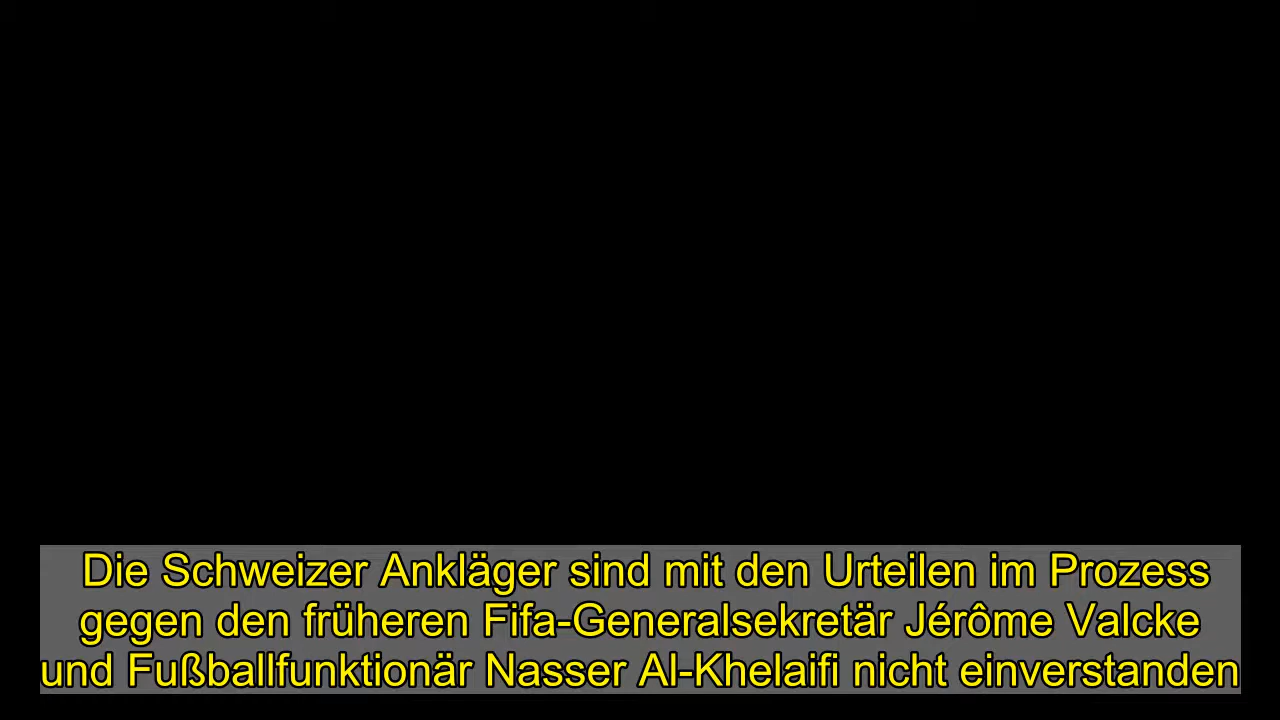 Die Schweizer Ankläger sind mit den Urteilen im Prozess
gegen den früheren Fifa-Generalsekretär Jérôme Valcke
und Fußballfunktionär Nasser Al-Khelaifi nicht einverstanden